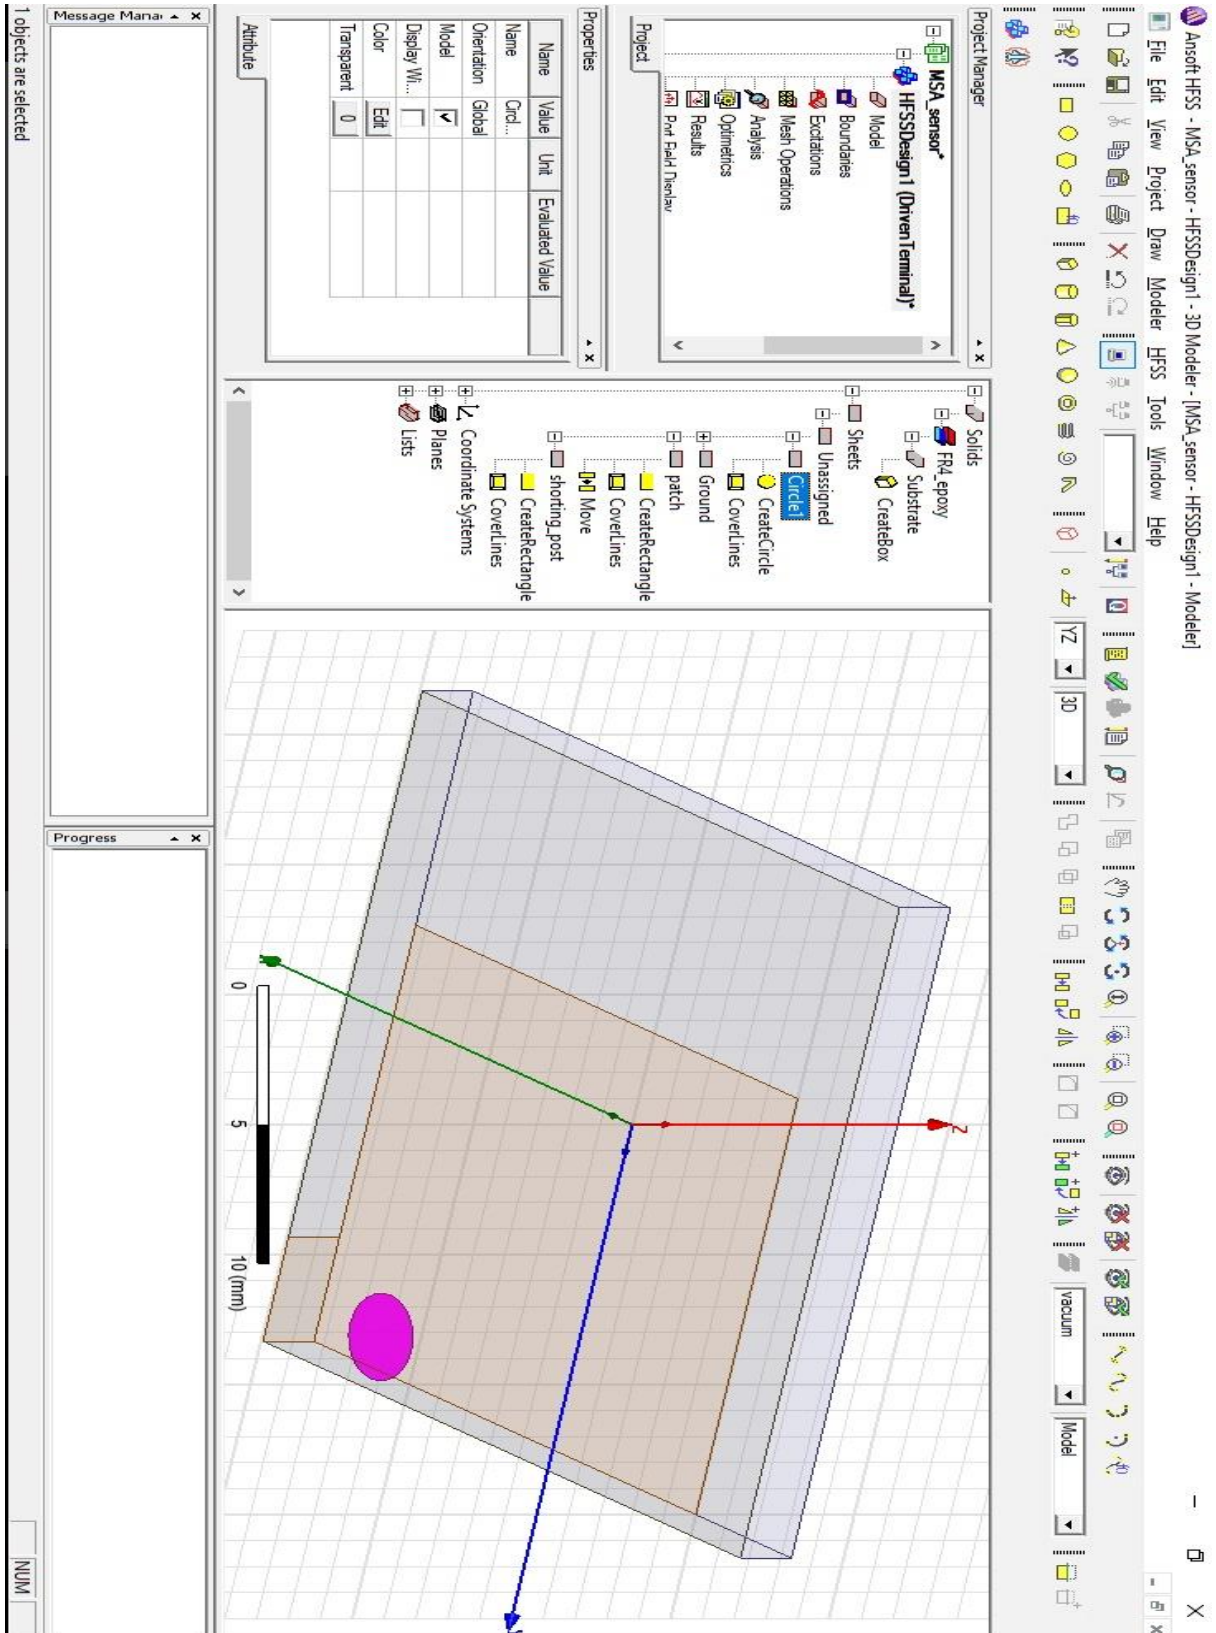 Ansoft HFSS - MSA_sensor - HFSSDesign1 - 3D Modeler - [MSA_sensor - HFSSDesign1 - Modeler]
File Edit View Project Draw Modeler HFSS Tools Window Help
YZ 3D vacuum Model
Project Manager
MSA_sensor*
HFSSDesign1 (DrivenTerminal)*
Model
Boundaries
Excitations
Mesh Operations
Analysis
Optimetrics
Results
Port Field Display
Project
Properties
Name Value Unit Evaluated Value
Name Circl...
Orientation Global
Model
Display Wi...
Color Edit
Transparent 0
Attribute
Solids
FR4_epoxy
Substrate
CreateBox
Sheets
Unassigned
Circle1
CreateCircle
CoverLines
Ground
patch
CreateRectangle
CoverLines
Move
shorting_post
CreateRectangle
CoverLines
Coordinate Systems
Planes
Lists
Z
0 5 10 (mm)
Message Mana
Progress
1 objects are selected
NUM